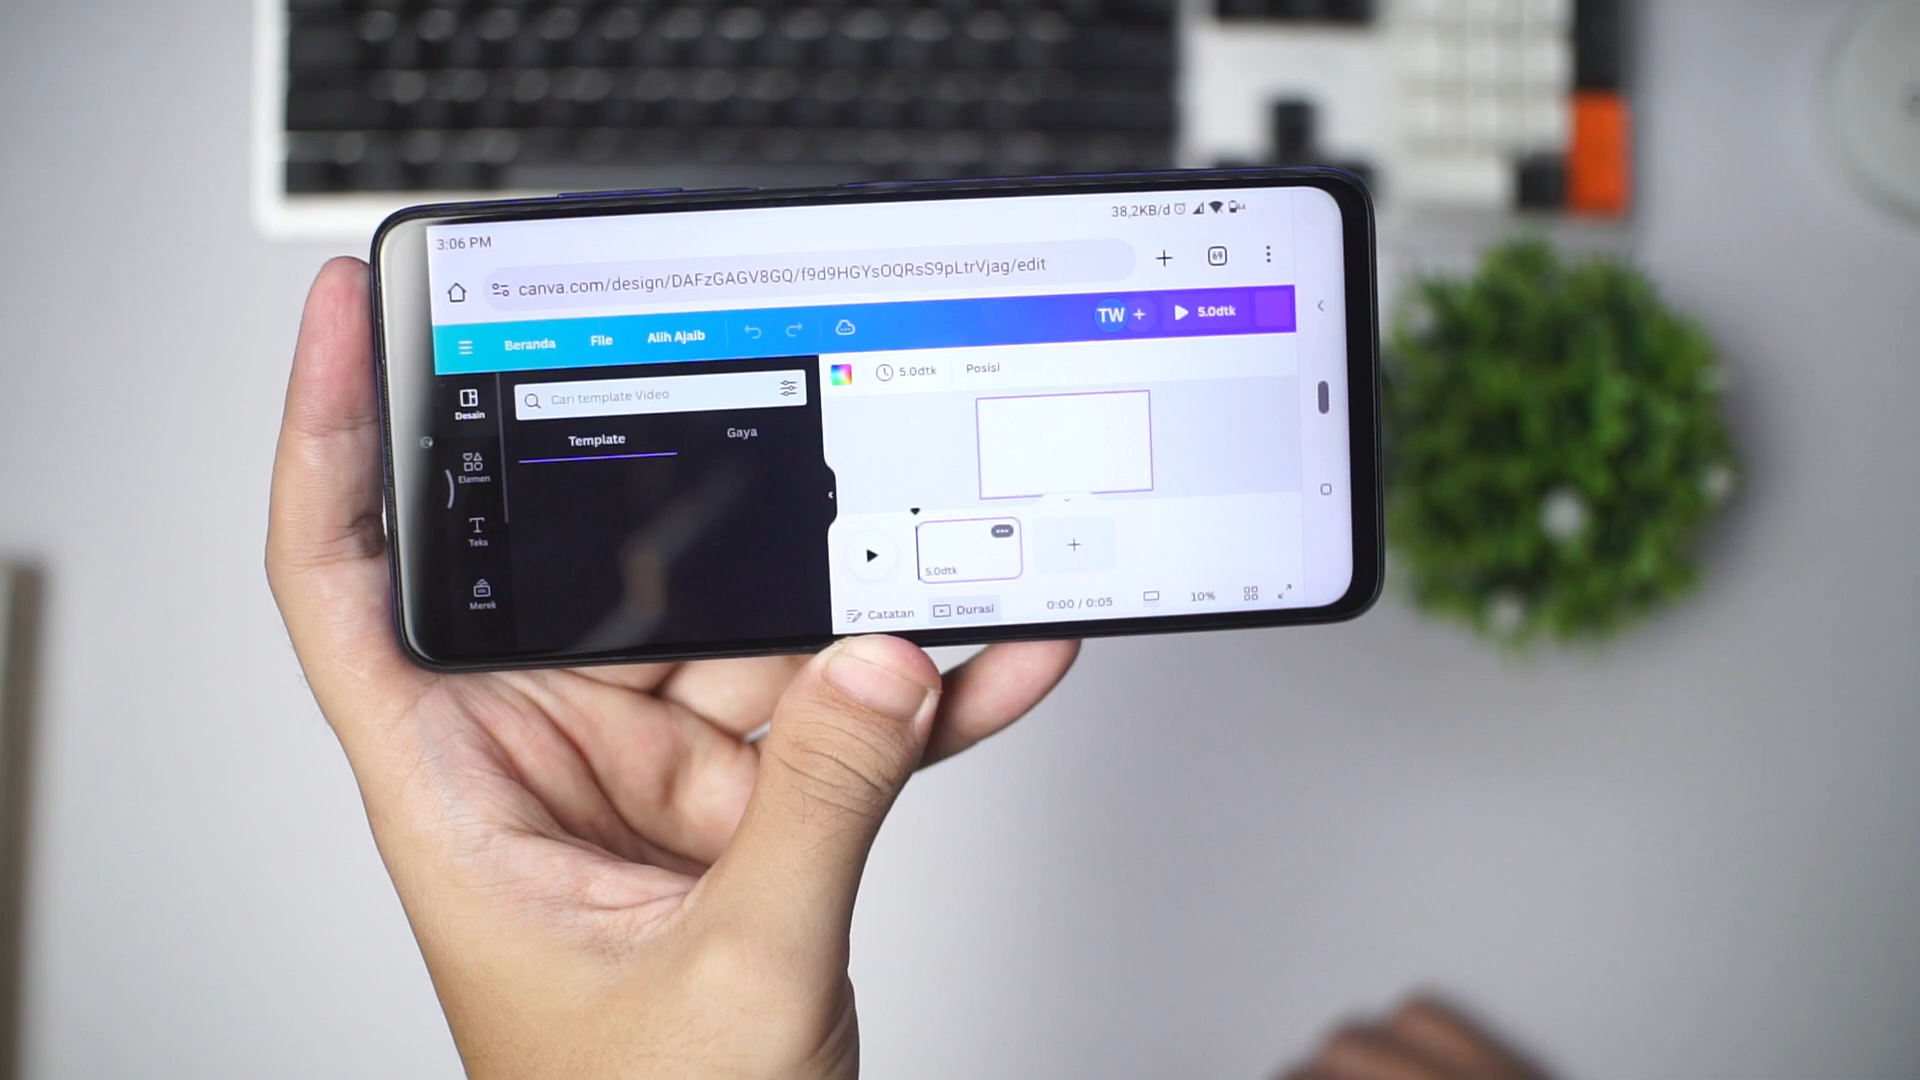 3:06 PM
38,2KB/d
canva.com/design/DAFzGAGV8GQ/f9d9HGYsOQRsS9pLtrVjag/edit
69
Beranda File Alih Ajaib
TW + 5.0dtk
Desain
Cari template Video
5.0dtk Posisi
Template Gaya
Elemen
Teks
5.0dtk
Merek
Catatan Durasi 0:00 / 0:05 10%